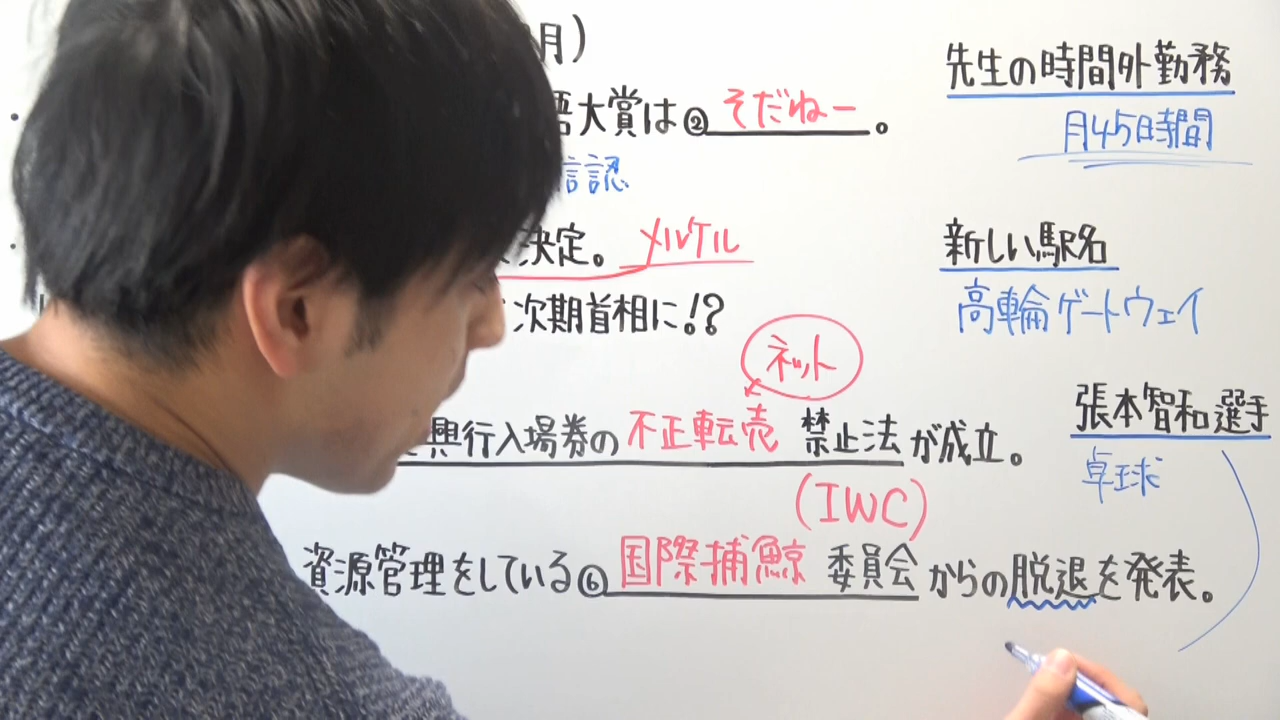 月)
語大賞は② そだねー。
信認
決定。メルケル
次期首相に!?
ネット
興行入場券の不正転売 禁止法が成立。
(IWC)
資源管理をしている⑥国際捕鯨 委員会からの脱退を発表。
先生の時間外勤務
月45時間
新しい駅名
高輪ゲートウェイ
張本智和選手
卓球